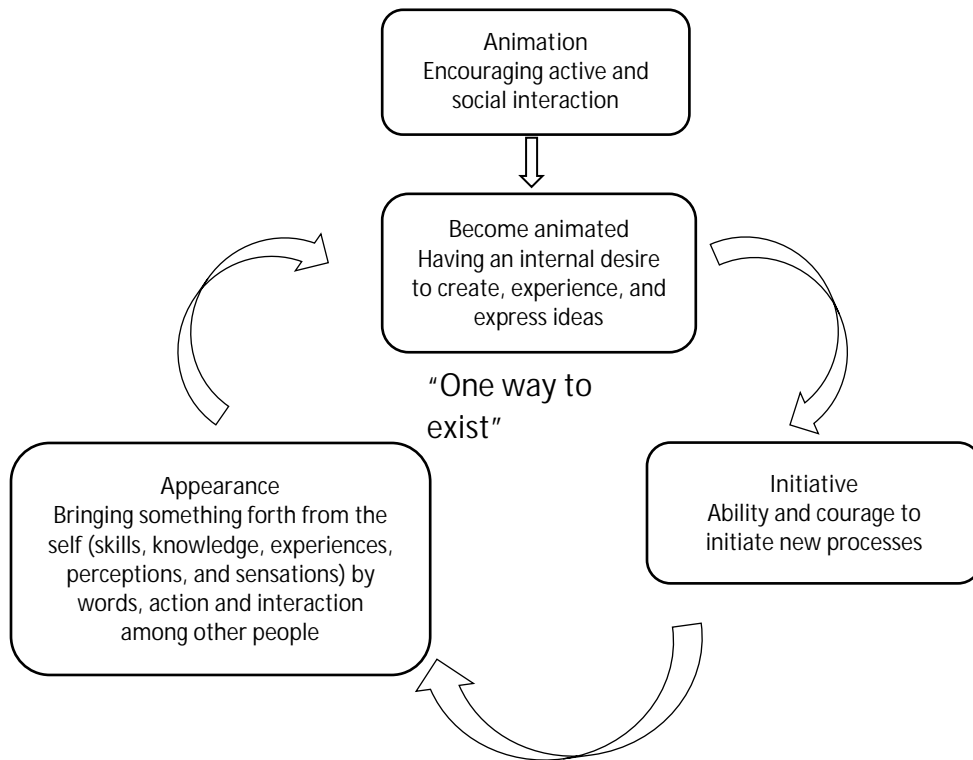 Animation
Encouraging active and
social interaction
Become animated
Having an internal desire
to create, experience, and
express ideas
"One way to
exist"
Appearance
Bringing something forth from the
self (skills, knowledge, experiences,
perceptions, and sensations) by
words, action and interaction
among other people
Initiative
Ability and courage to
initiate new processes